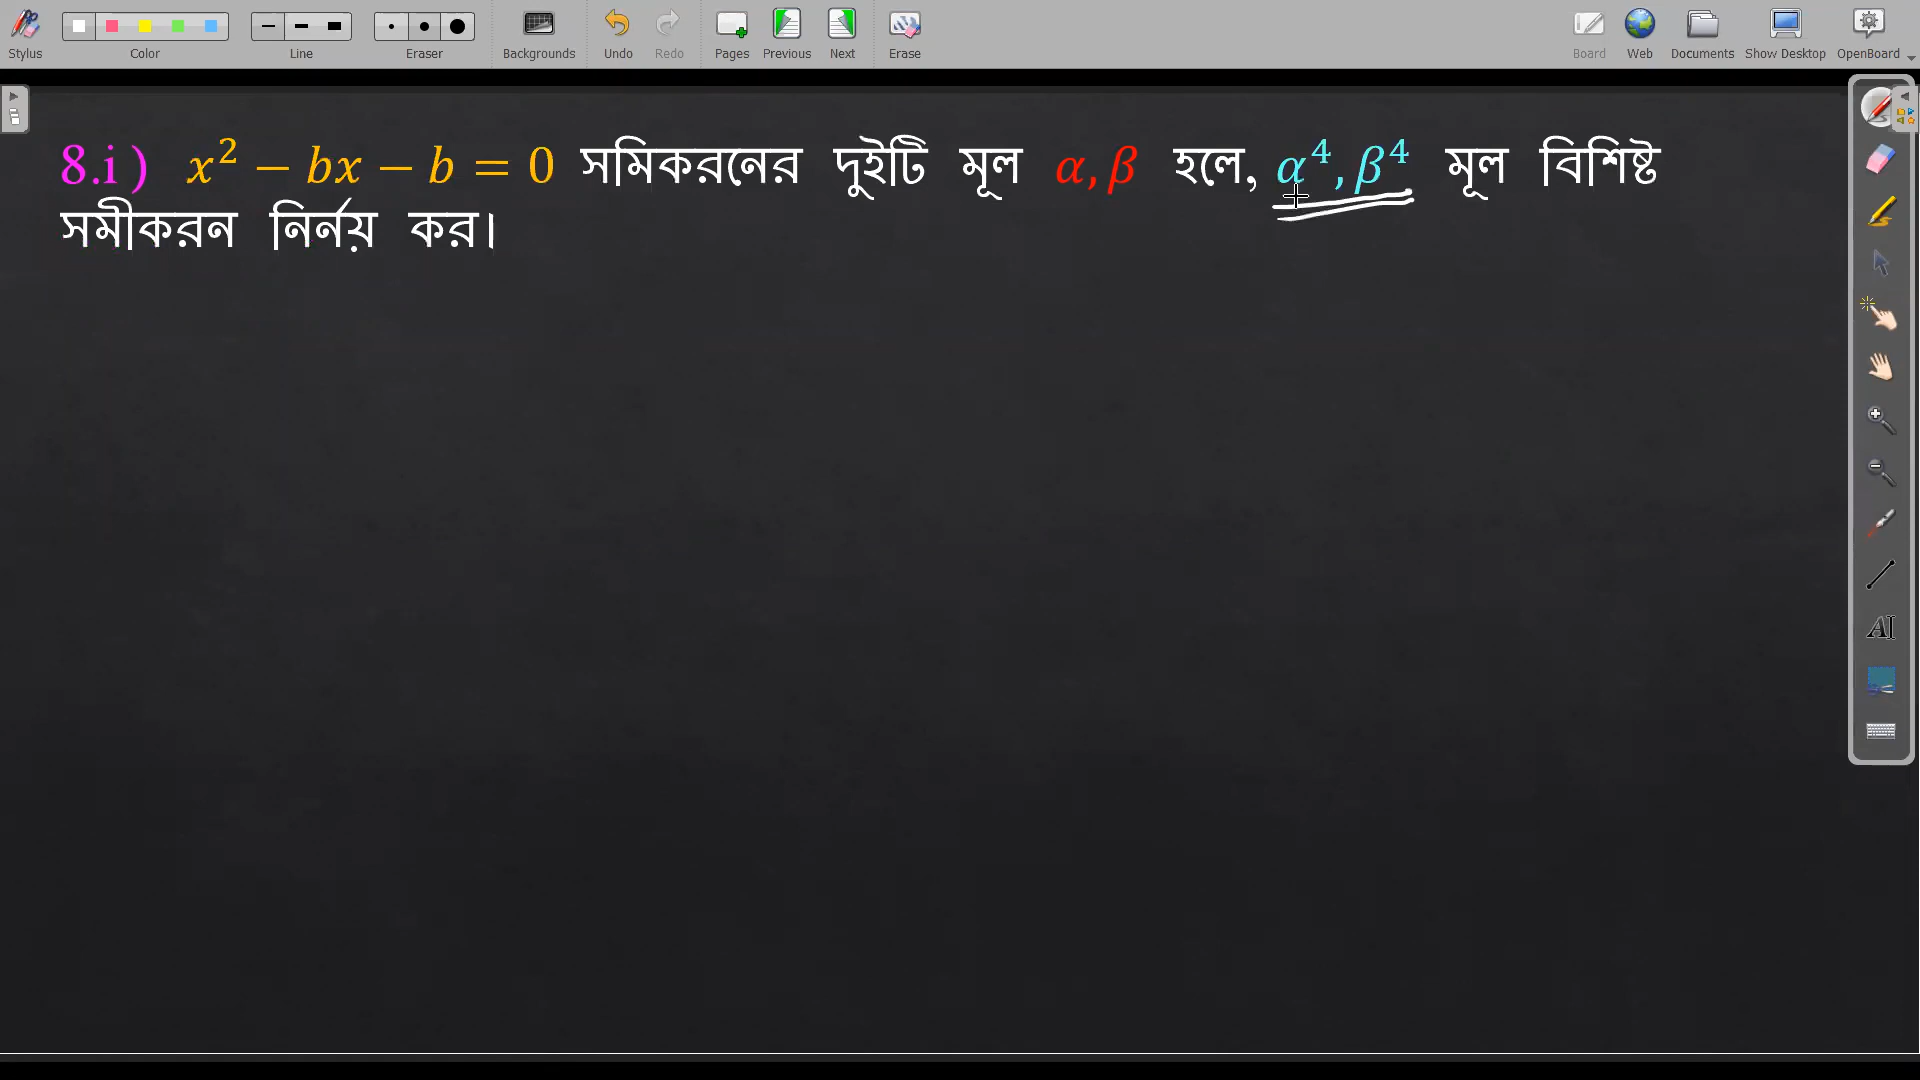 Stylus Color Line Eraser Backgrounds Undo Redo Pages Previous Next Erase Board Web Documents Show Desktop OpenBoard
8.i ) x² − bx − b = 0 সমিকরনের দুইটি মূল α, β হলে, α⁴, β⁴ মূল বিশিষ্ট
সমীকরন নির্নয় কর।